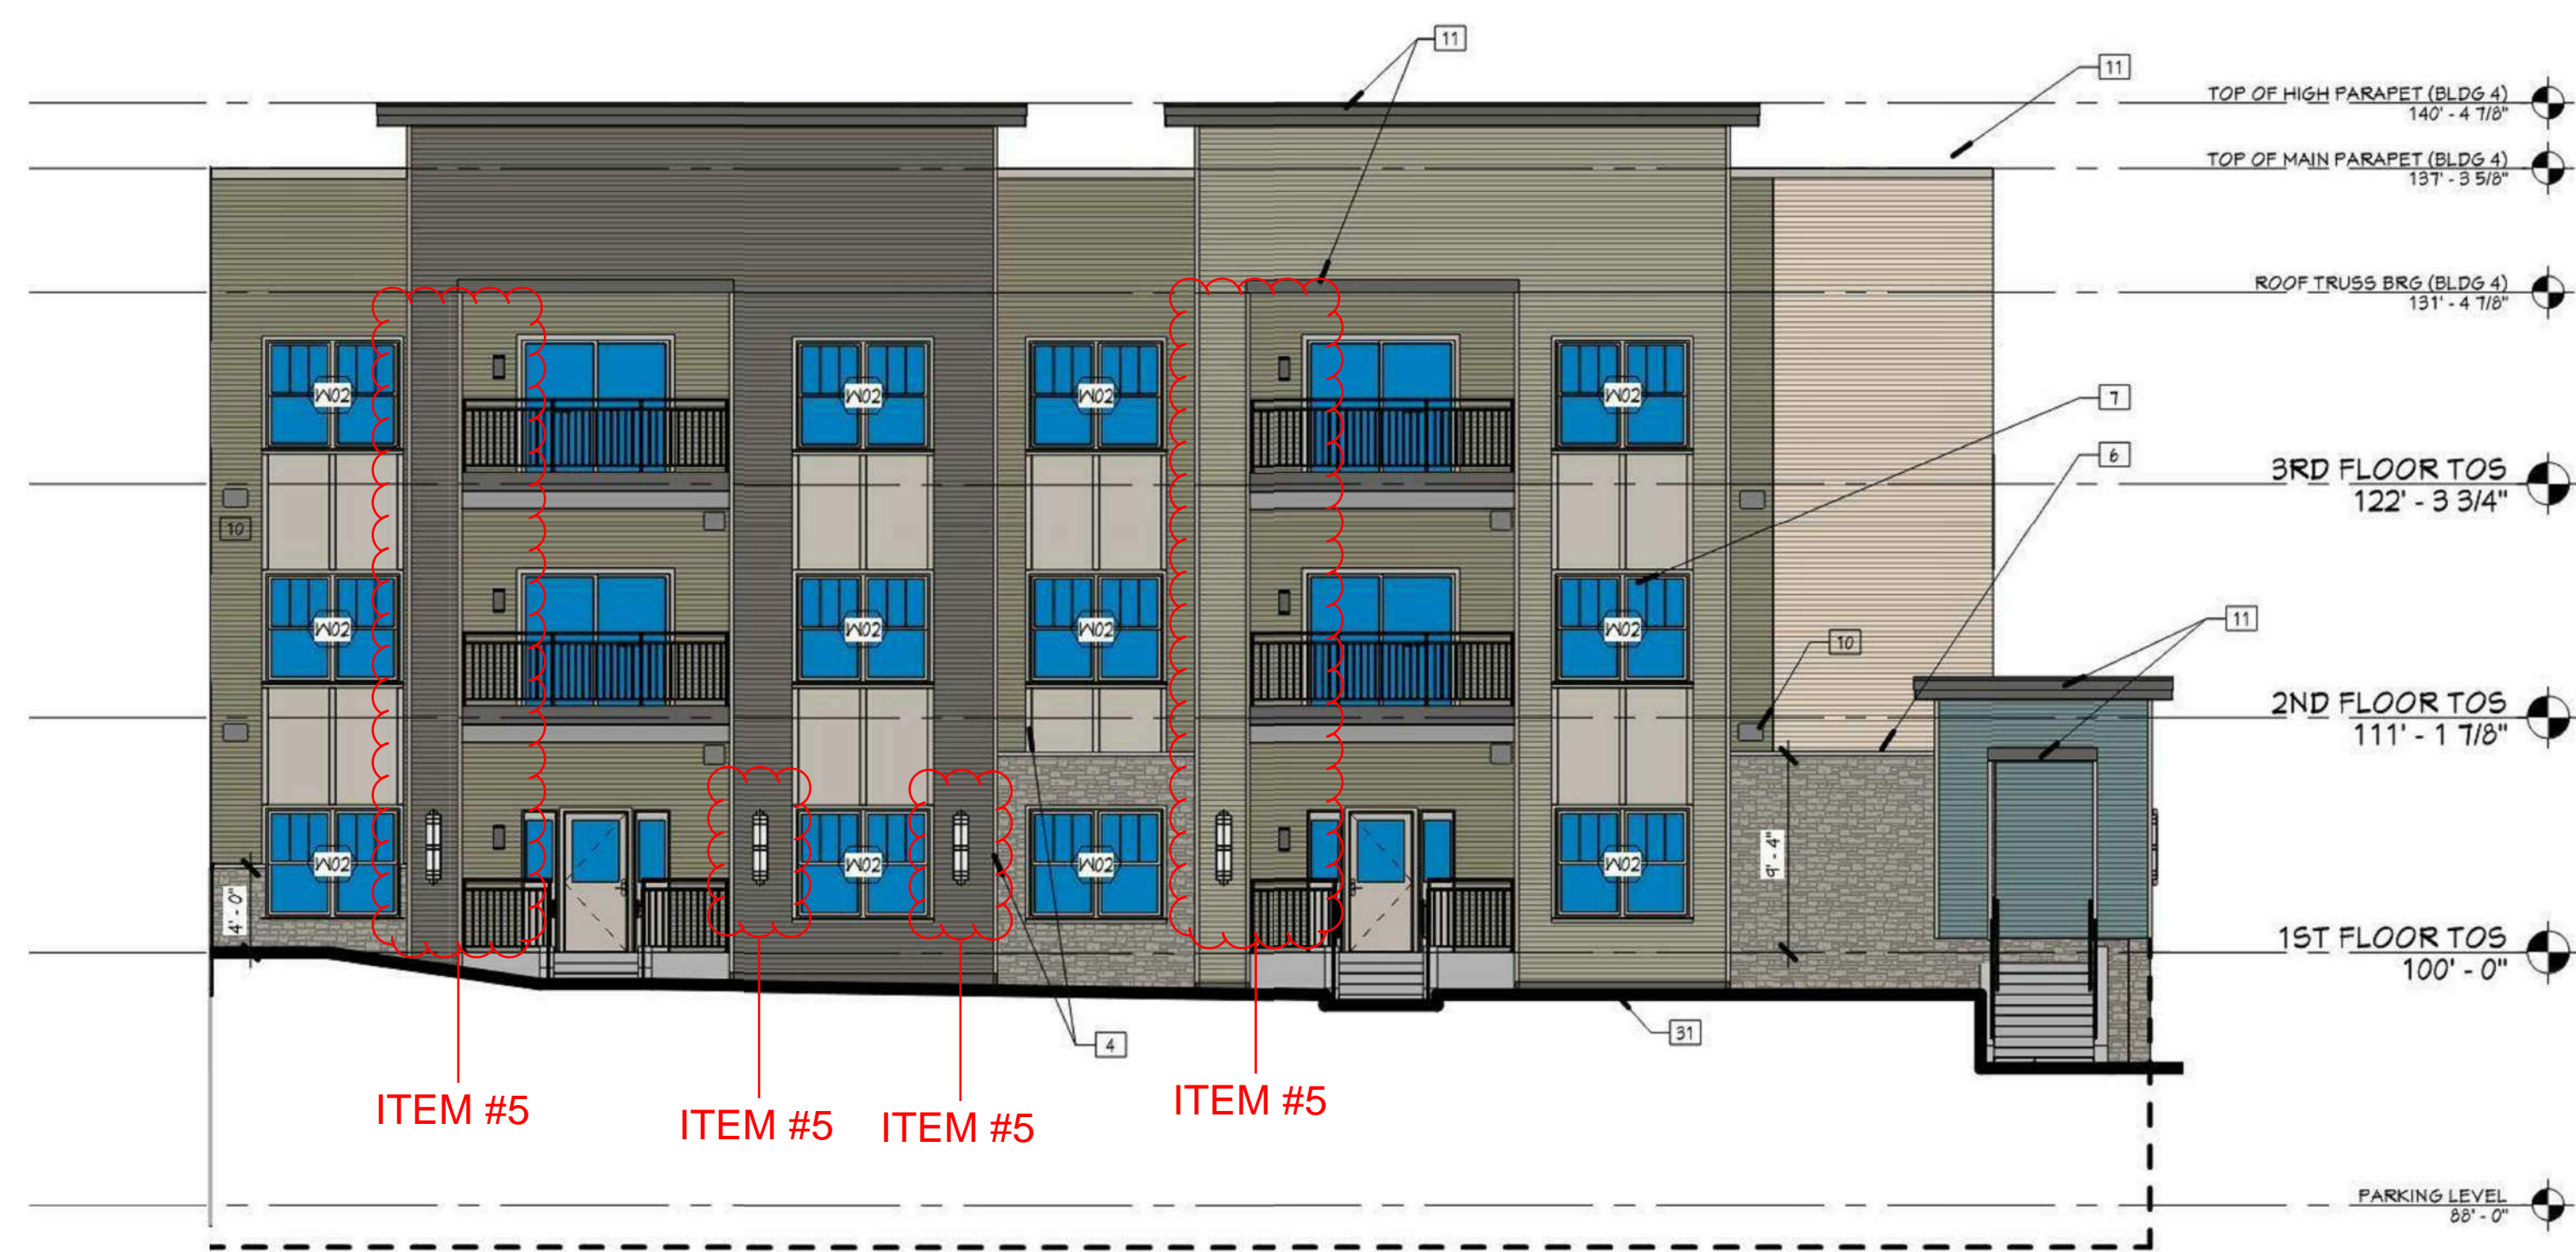 11
11
TOP OF HIGH PARAPET (BLDG 4)
140' - 4 7/8"
TOP OF MAIN PARAPET (BLDG 4)
137' - 3 5/8"
ROOF TRUSS BRG (BLDG 4)
131' - 4 7/8"
W02 W02 W02 W02
7
6
3RD FLOOR TOS
122' - 3 3/4"
10
W02 W02 W02 W02
11
10
2ND FLOOR TOS
111' - 1 7/8"
W02 W02 W02 W02
9' - 4"
4' - 0"
1ST FLOOR TOS
100' - 0"
4
31
ITEM #5
ITEM #5
ITEM #5
ITEM #5
PARKING LEVEL
88' - 0"